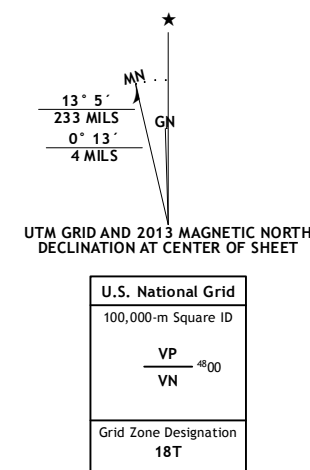 MN
13° 5´
233 MILS
GN
0° 13´
4 MILS
UTM GRID AND 2013 MAGNETIC NORTH
DECLINATION AT CENTER OF SHEET
U.S. National Grid
100,000-m Square ID
VP
4800
VN
Grid Zone Designation
18T